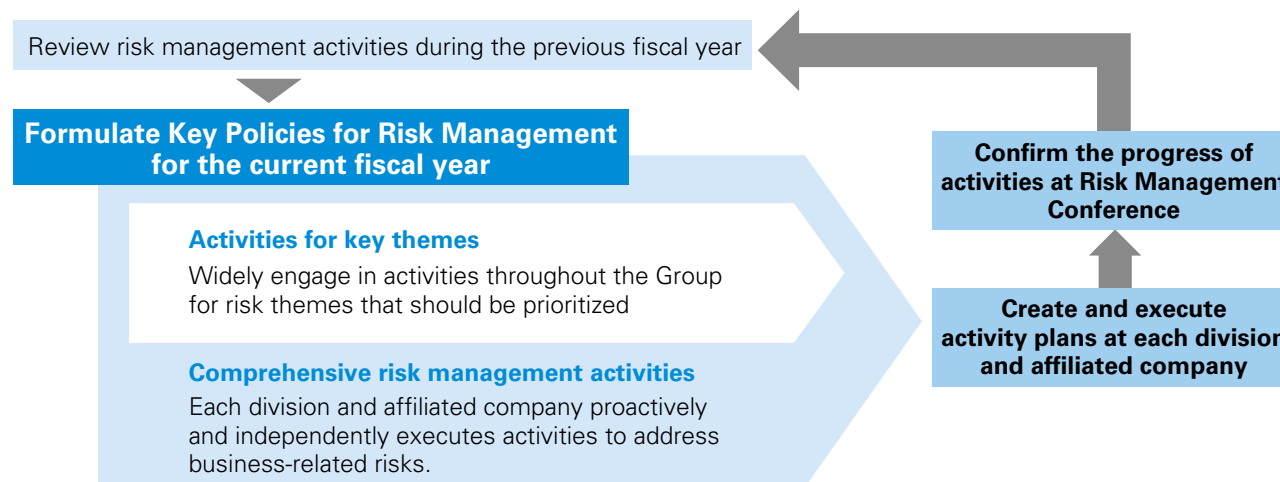 Review risk management activities during the previous fiscal year
Formulate Key Policies for Risk Management
for the current fiscal year
Activities for key themes
Widely engage in activities throughout the Group
for risk themes that should be prioritized
Comprehensive risk management activities
Each division and affiliated company proactively
and independently executes activities to address
business-related risks.
Confirm the progress of
activities at Risk Management
Conference
Create and execute
activity plans at each division
and affiliated company